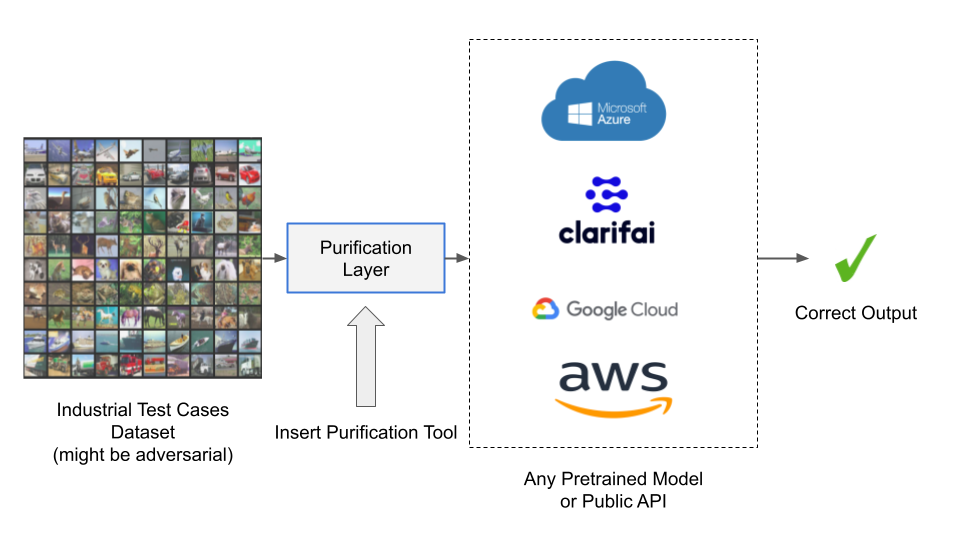 Microsoft
Azure
clarifai
Purification
Layer
Google Cloud
Correct Output
aws
Industrial Test Cases
Dataset
(might be adversarial)
Insert Purification Tool
Any Pretrained Model
or Public API